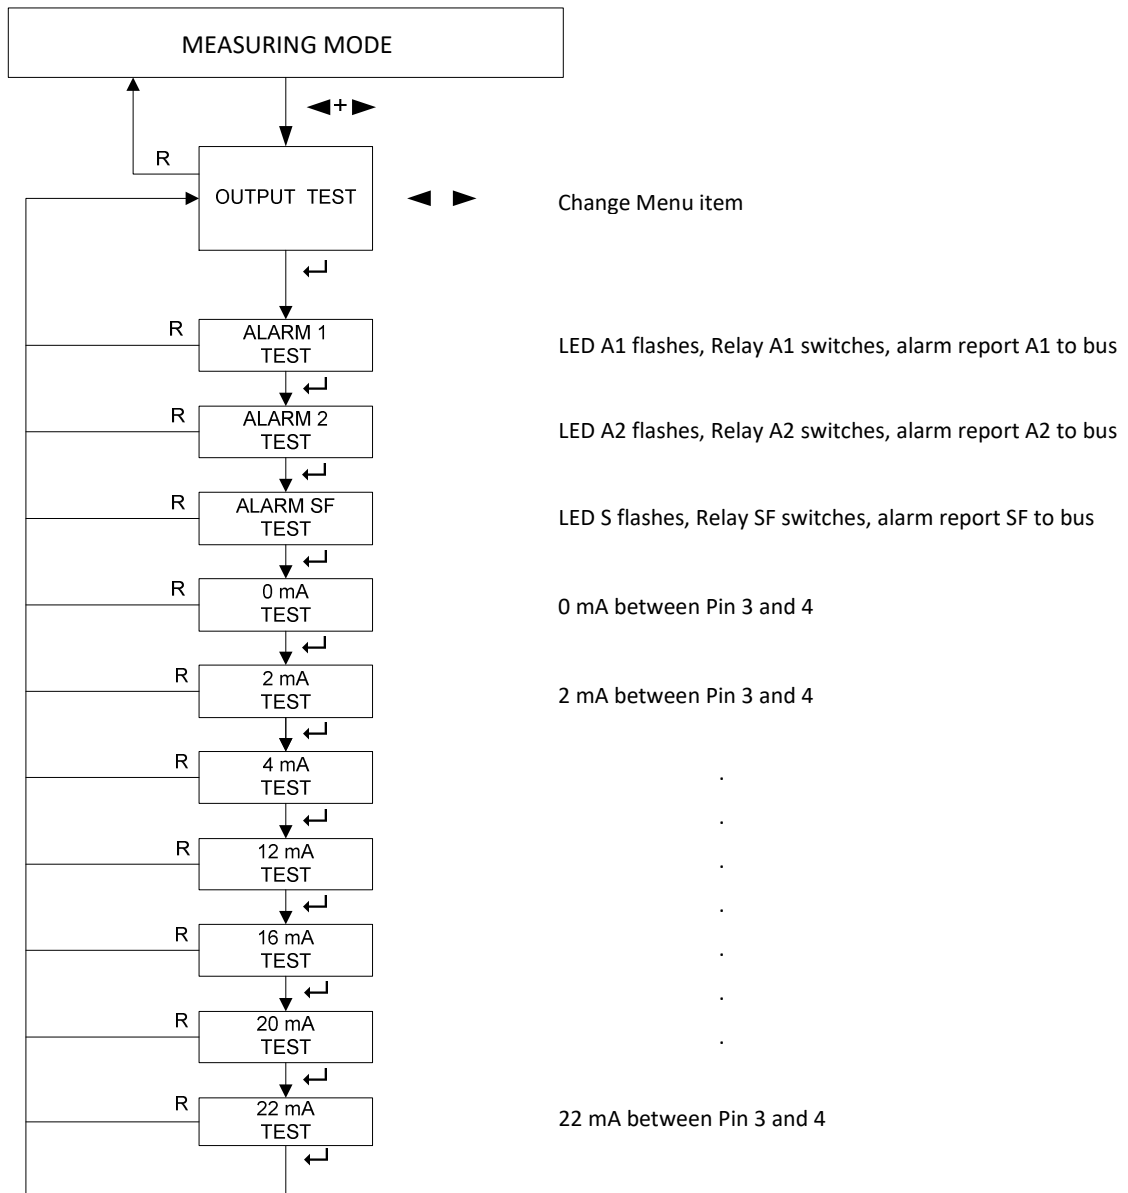 MEASURING MODE
◄+►
R
OUTPUT TEST
◄ ►
Change Menu item
↵
R
ALARM 1
TEST
LED A1 flashes, Relay A1 switches, alarm report A1 to bus
↵
R
ALARM 2
TEST
LED A2 flashes, Relay A2 switches, alarm report A2 to bus
↵
R
ALARM SF
TEST
LED S flashes, Relay SF switches, alarm report SF to bus
↵
R
0 mA
TEST
0 mA between Pin 3 and 4
↵
R
2 mA
TEST
2 mA between Pin 3 and 4
↵
R
4 mA
TEST
.
↵
.
R
12 mA
TEST
.
↵
.
R
16 mA
TEST
.
↵
.
R
20 mA
TEST
.
↵
R
22 mA
TEST
22 mA between Pin 3 and 4
↵